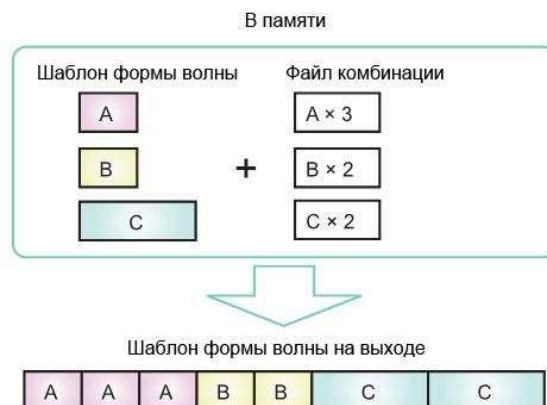 В памяти
Шаблон формы волны Файл комбинации
A A × 3
B + B × 2
C C × 2
Шаблон формы волны на выходе
A A A B B C C